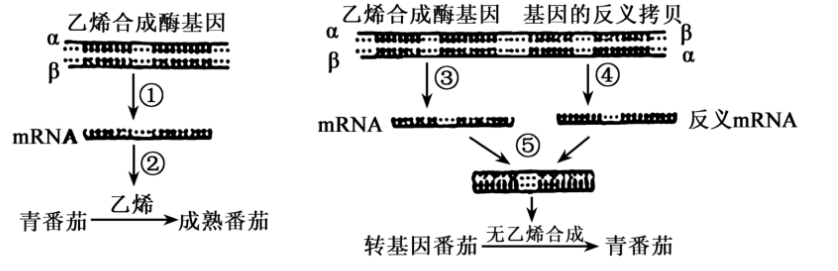 乙烯合成酶基因
α
β
①
mRNA
②
乙烯
青番茄 成熟番茄
乙烯合成酶基因 基因的反义拷贝
α β
β α
③ ④
mRNA 反义mRNA
⑤
无乙烯合成
转基因番茄 青番茄